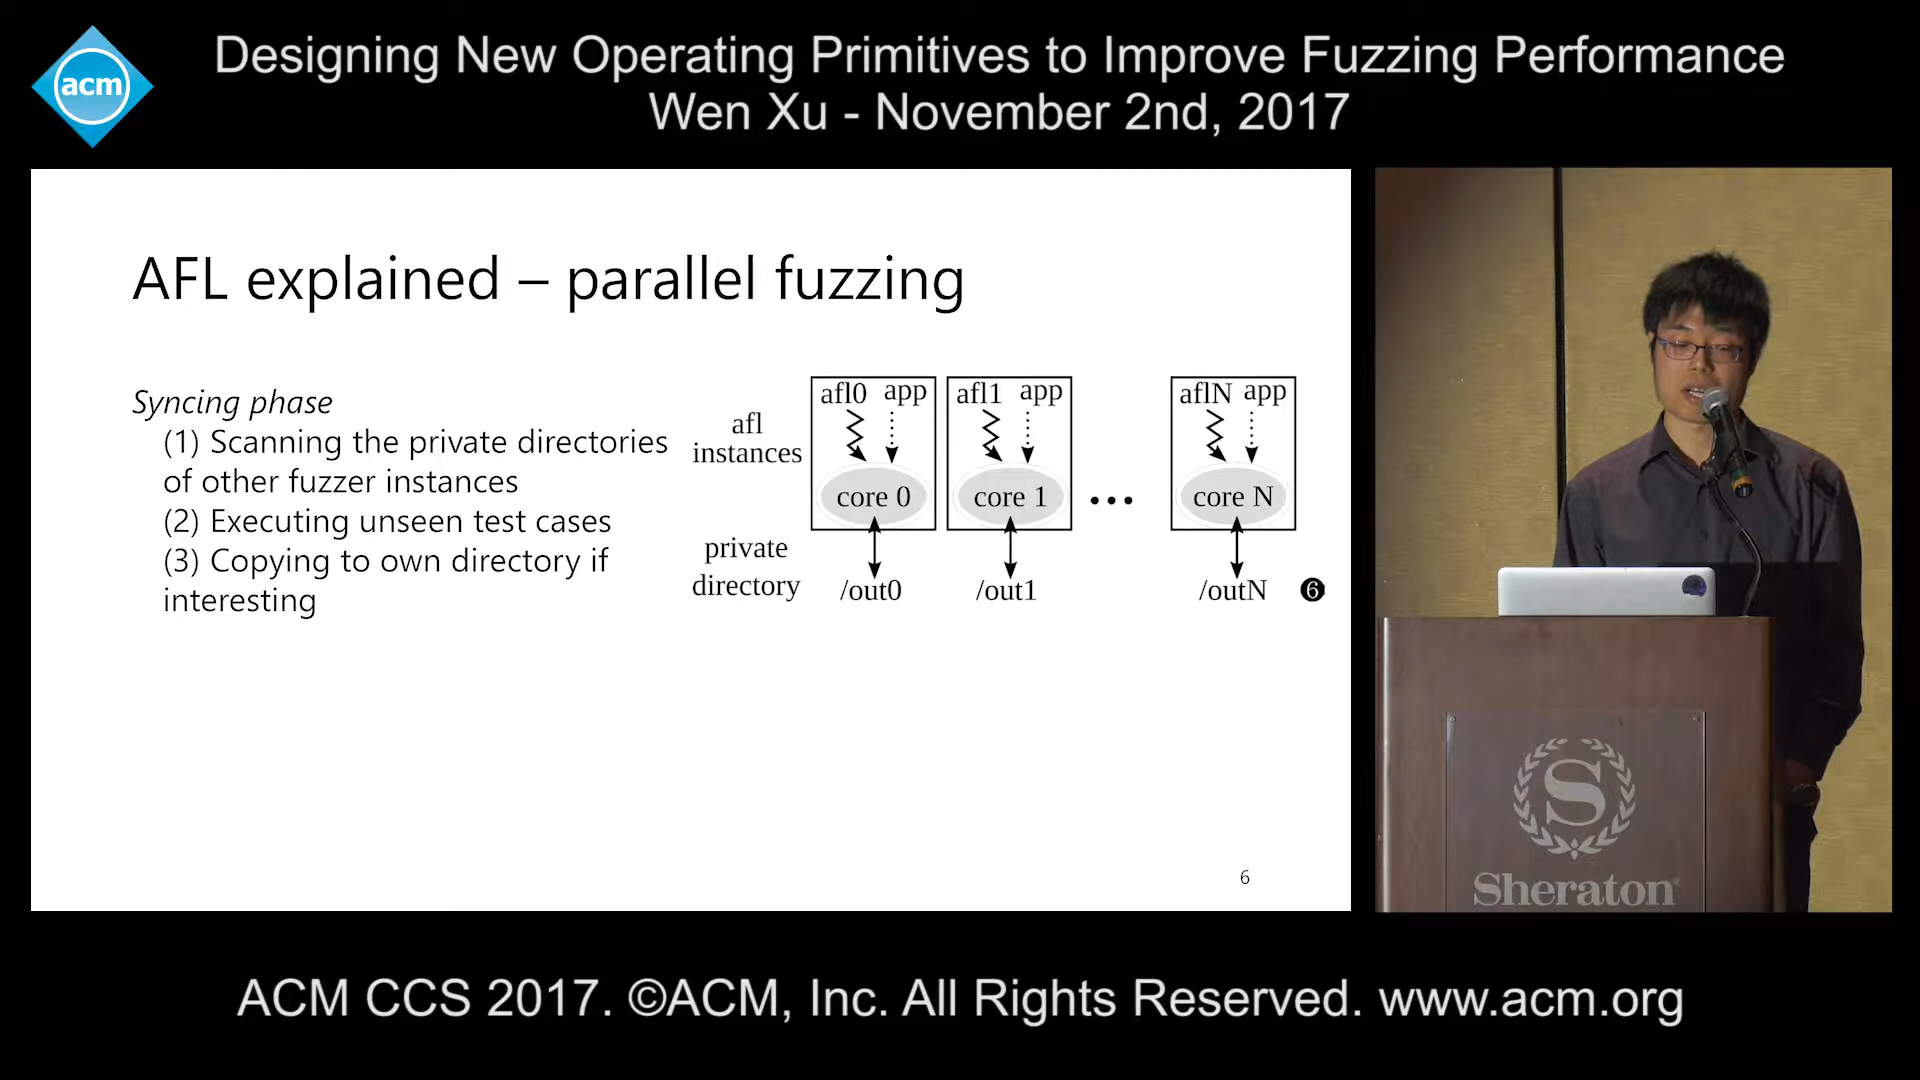 acm
Designing New Operating Primitives to Improve Fuzzing Performance
Wen Xu - November 2nd, 2017
AFL explained – parallel fuzzing
Syncing phase
(1) Scanning the private directories
of other fuzzer instances
(2) Executing unseen test cases
(3) Copying to own directory if
interesting
afl
instances
private
directory
afl0 app
core 0
/out0
afl1 app
core 1
/out1
...
aflN app
core N
/outN
6
6
S
Sheraton
ACM CCS 2017. ©ACM, Inc. All Rights Reserved. www.acm.org